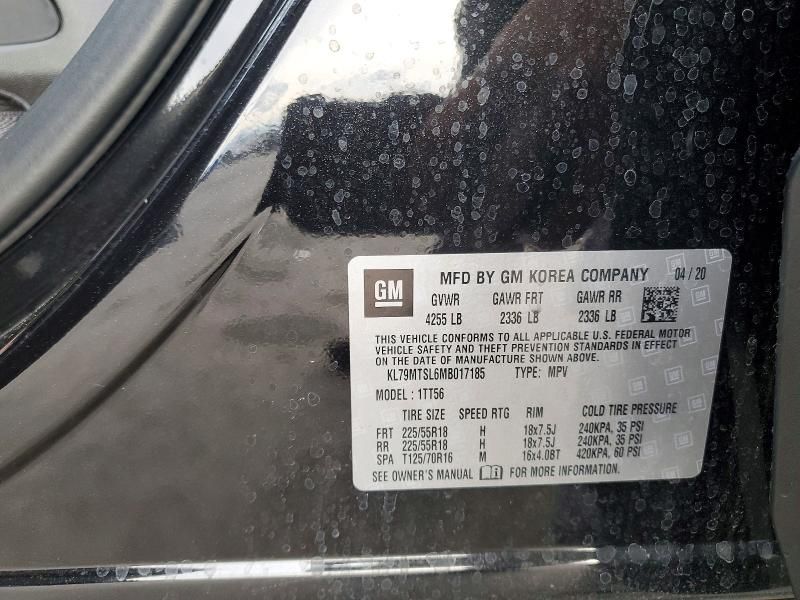 GM MFD BY GM KOREA COMPANY 04/20
GVWR GAWR FRT GAWR RR
4255 LB 2336 LB 2336 LB
THIS VEHICLE CONFORMS TO ALL APPLICABLE U.S. FEDERAL MOTOR
VEHICLE SAFETY AND THEFT PREVENTION STANDARDS IN EFFECT
ON THE DATE OF MANUFACTURE SHOWN ABOVE.
KL79MTSL6MB017185 TYPE: MPV
MODEL : 1TT56
TIRE SIZE SPEED RTG RIM COLD TIRE PRESSURE
FRT 225/55R18 H 18x7.5J 240KPA, 35 PSI
RR 225/55R18 H 18x7.5J 240KPA, 35 PSI
SPA T125/70R16 M 16x4.0BT 420KPA, 60 PSI
SEE OWNER'S MANUAL FOR MORE INFORMATION.